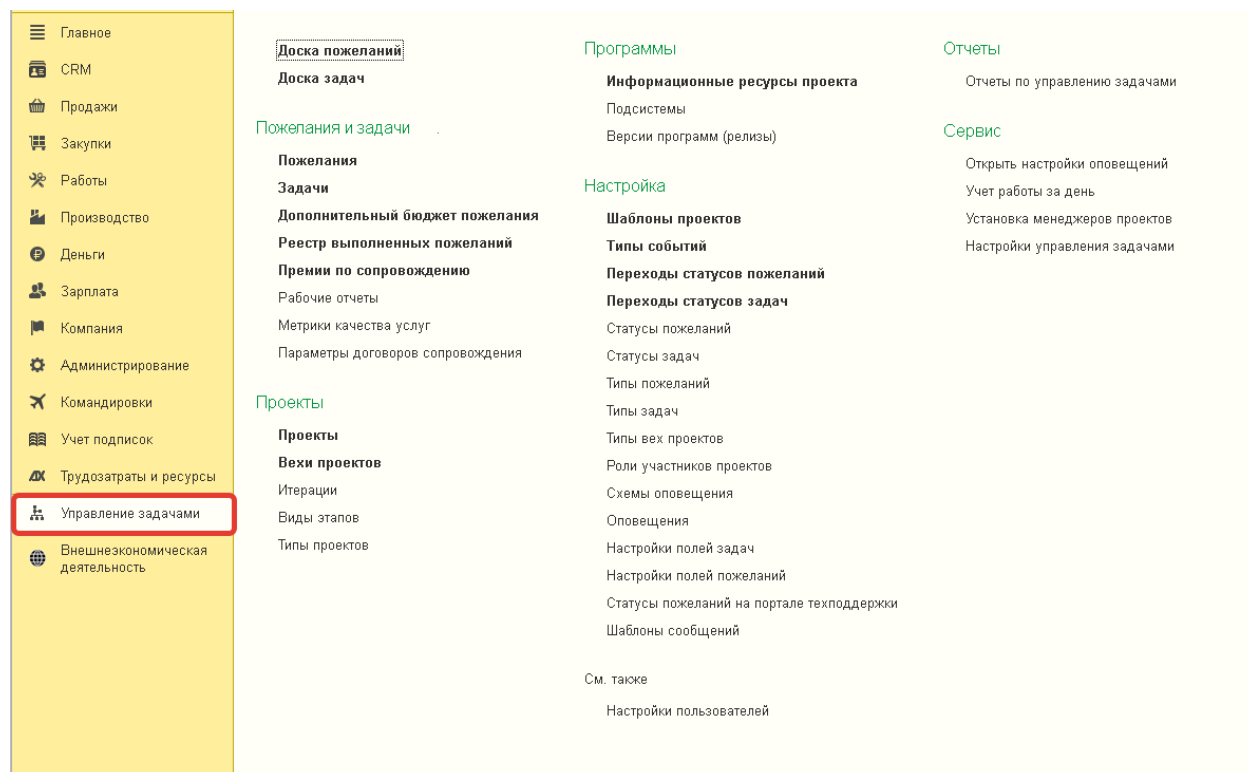 Главное
CRM
Продажи
Закупки
Работы
Производство
Деньги
Зарплата
Компания
Администрирование
Командировки
Учет подписок
Трудозатраты и ресурсы
Управление задачами
Внешнеэкономическая
деятельность
Доска пожеланий
Доска задач
Пожелания и задачи
Пожелания
Задачи
Дополнительный бюджет пожелания
Реестр выполненных пожеланий
Премии по сопровождению
Рабочие отчеты
Метрики качества услуг
Параметры договоров сопровождения
Проекты
Проекты
Вехи проектов
Итерации
Виды этапов
Типы проектов
Программы
Информационные ресурсы проекта
Подсистемы
Версии программ (релизы)
Настройка
Шаблоны проектов
Типы событий
Переходы статусов пожеланий
Переходы статусов задач
Статусы пожеланий
Статусы задач
Типы пожеланий
Типы задач
Типы вех проектов
Роли участников проектов
Схемы оповещения
Оповещения
Настройки полей задач
Настройки полей пожеланий
Статусы пожеланий на портале техподдержки
Шаблоны сообщений
См. также
Настройки пользователей
Отчеты
Отчеты по управлению задачами
Сервис
Открыть настройки оповещений
Учет работы за день
Установка менеджеров проектов
Настройки управления задачами